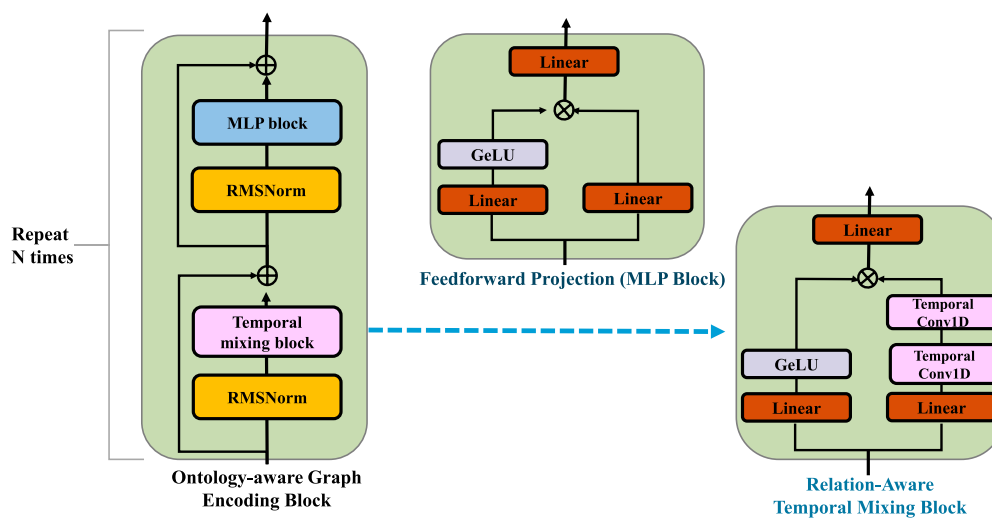 Repeat
N times
MLP block
RMSNorm
Temporal
mixing block
RMSNorm
Ontology-aware Graph
Encoding Block
Linear
GeLU
Linear
Linear
Feedforward Projection (MLP Block)
Linear
Temporal
Conv1D
GeLU
Temporal
Conv1D
Linear
Linear
Relation-Aware
Temporal Mixing Block